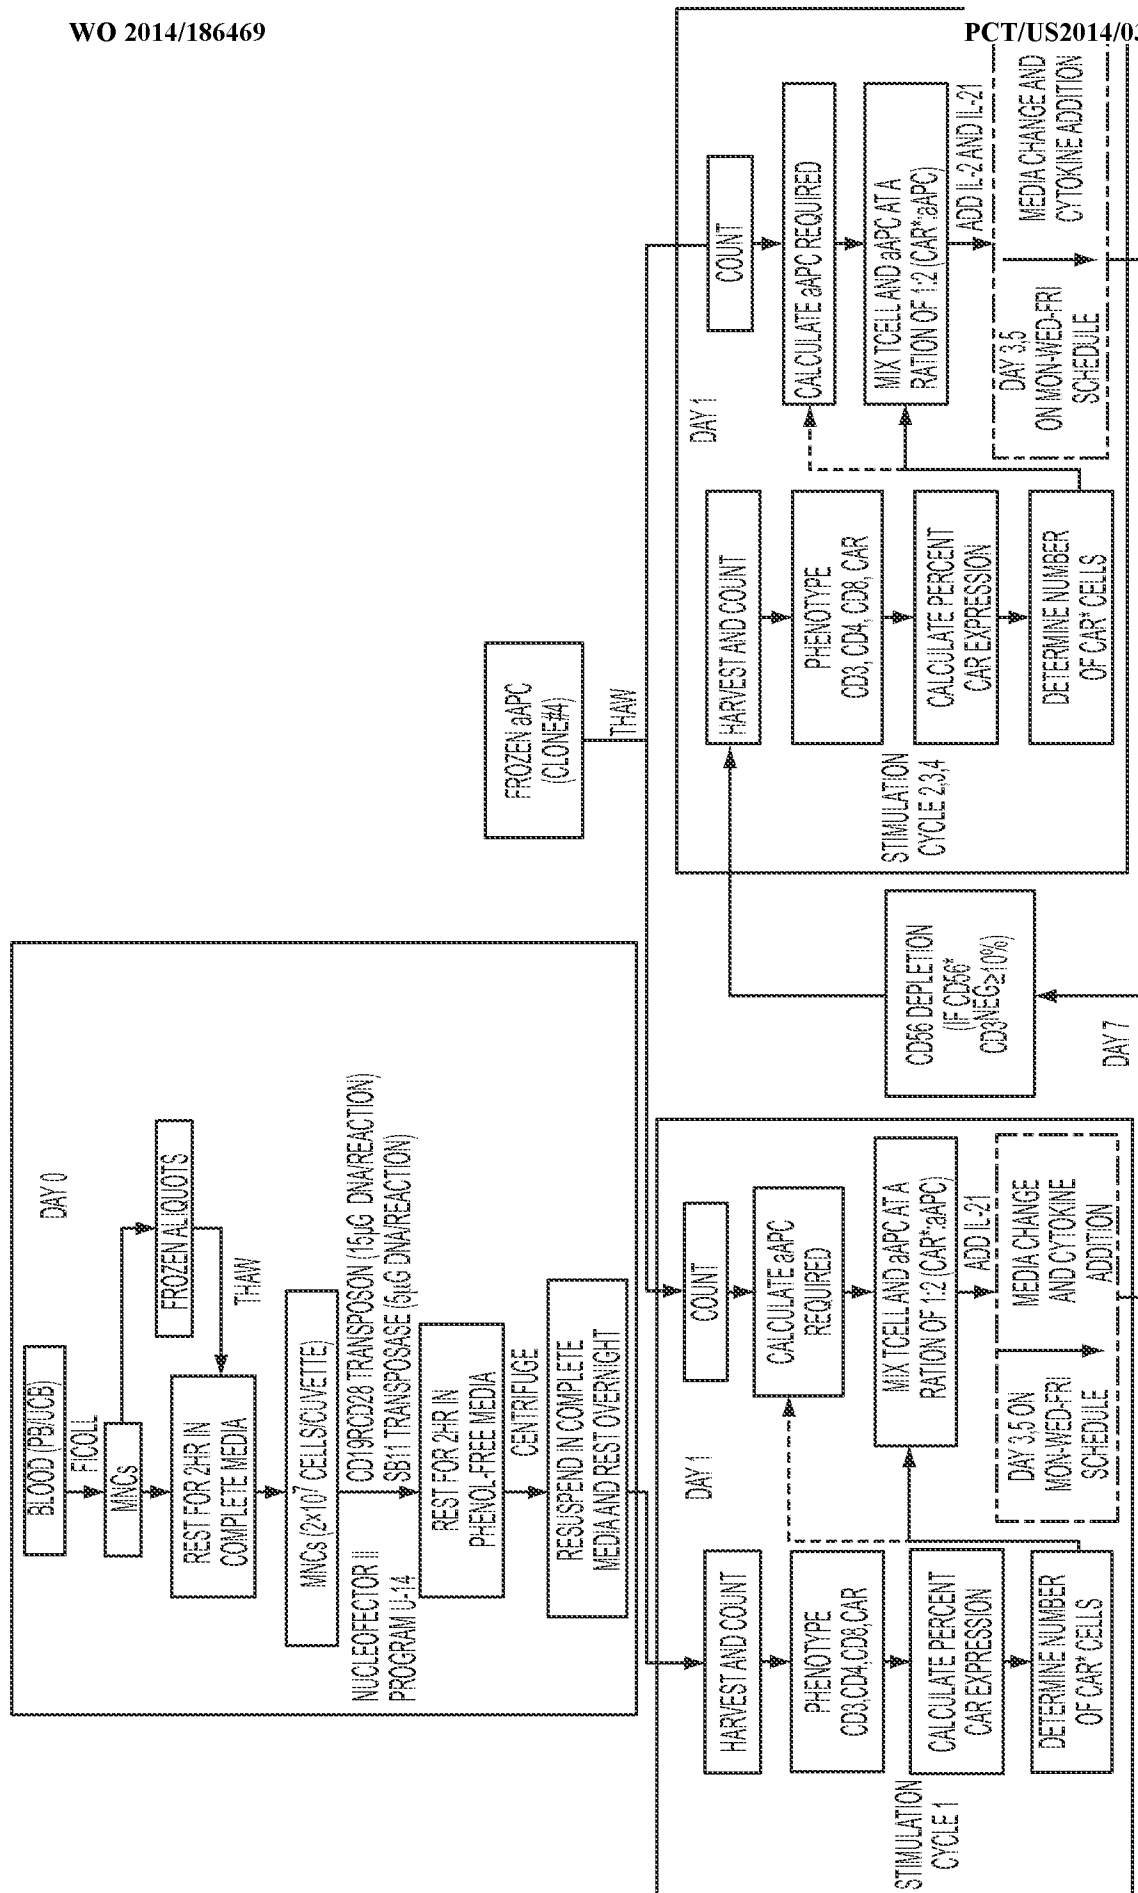 WO 2014/186469
PCT/US2014/03
DAY 0
BLOOD (PB/UCB)
FICOLL
MNCs
FROZEN ALIQUOTS
THAW
REST FOR 2HR IN
COMPLETE MEDIA
MNCs (2×10⁷ CELLS/CUVETTE)
NUCLEOFECTOR II
PROGRAM U-14
CD19RCD28 TRANSPOSON (15µG DNA/REACTION)
SB11 TRANSPOSASE (5µG DNA/REACTION)
REST FOR 2HR IN
PHENOL-FREE MEDIA
CENTRIFUGE
RESUSPEND IN COMPLETE
MEDIA AND REST OVERNIGHT
FROZEN aAPC
(CLONE#4)
THAW
DAY 1
HARVEST AND COUNT
PHENOTYPE
CD3,CD4,CD8,CAR
STIMULATION
CYCLE 1
CALCULATE PERCENT
CAR EXPRESSION
DETERMINE NUMBER
OF CAR⁺ CELLS
COUNT
CALCULATE aAPC
REQUIRED
MIX TCELL AND aAPC AT A
RATION OF 1:2 (CAR⁺:aAPC)
ADD IL-21
DAY 3,5 ON
MON-WED-FRI
SCHEDULE
MEDIA CHANGE
AND CYTOKINE
ADDITION
DAY 7
CD56 DEPLETION
(IF CD56⁺
CD3NEG≥10%)
DAY 1
HARVEST AND COUNT
PHENOTYPE
CD3, CD4, CD8, CAR
STIMULATION
CYCLE 2,3,4
CALCULATE PERCENT
CAR EXPRESSION
DETERMINE NUMBER
OF CAR⁺ CELLS
COUNT
CALCULATE aAPC REQUIRED
MIX TCELL AND aAPC AT A
RATION OF 1:2 (CAR⁺:aAPC)
ADD IL-2 AND IL-21
DAY 3,5
ON MON-WED-FRI
SCHEDULE
MEDIA CHANGE AND
CYTOKINE ADDITION